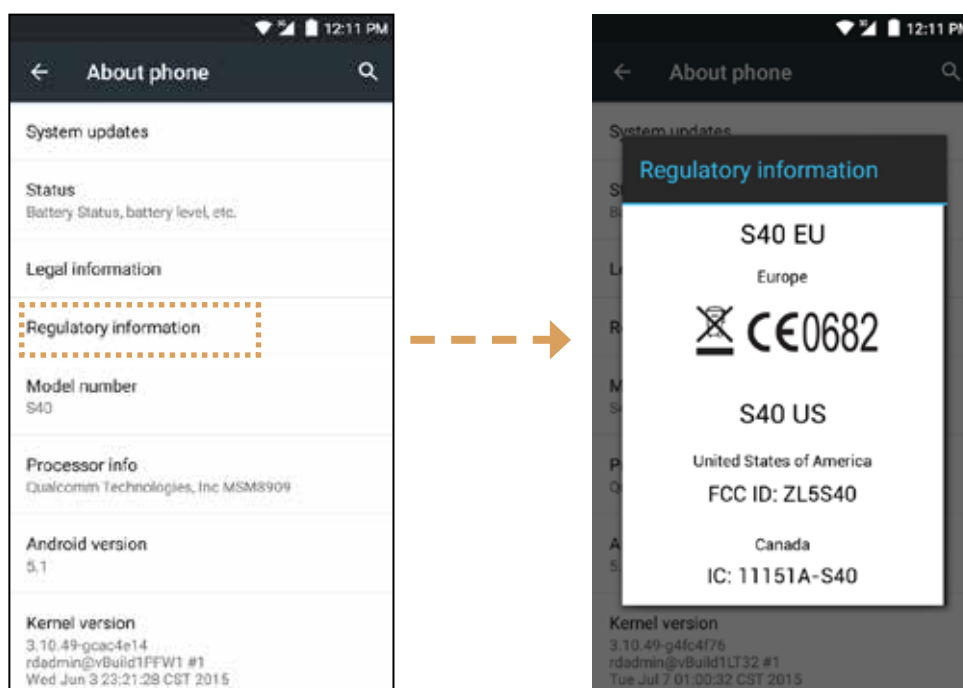 12:11 PM
About phone
System updates
Status
Battery Status, battery level, etc.
Legal information
Regulatory information
Model number
S40
Processor info
Qualcomm Technologies, Inc MSM8909
Android version
5.1
Kernel version
3.10.49-gcac4e14
rdadmin@vBuild1FFW1 #1
Wed Jun 3 23:21:28 CST 2015
12:11 PM
About phone
System updates
Regulatory information
S40 EU
Europe
CE0682
S40 US
United States of America
FCC ID: ZL5S40
Canada
IC: 11151A-S40
Kernel version
3.10.49-g4fc4f76
rdadmin@vBuild1LT32 #1
Tue Jul 7 01:00:32 CST 2015